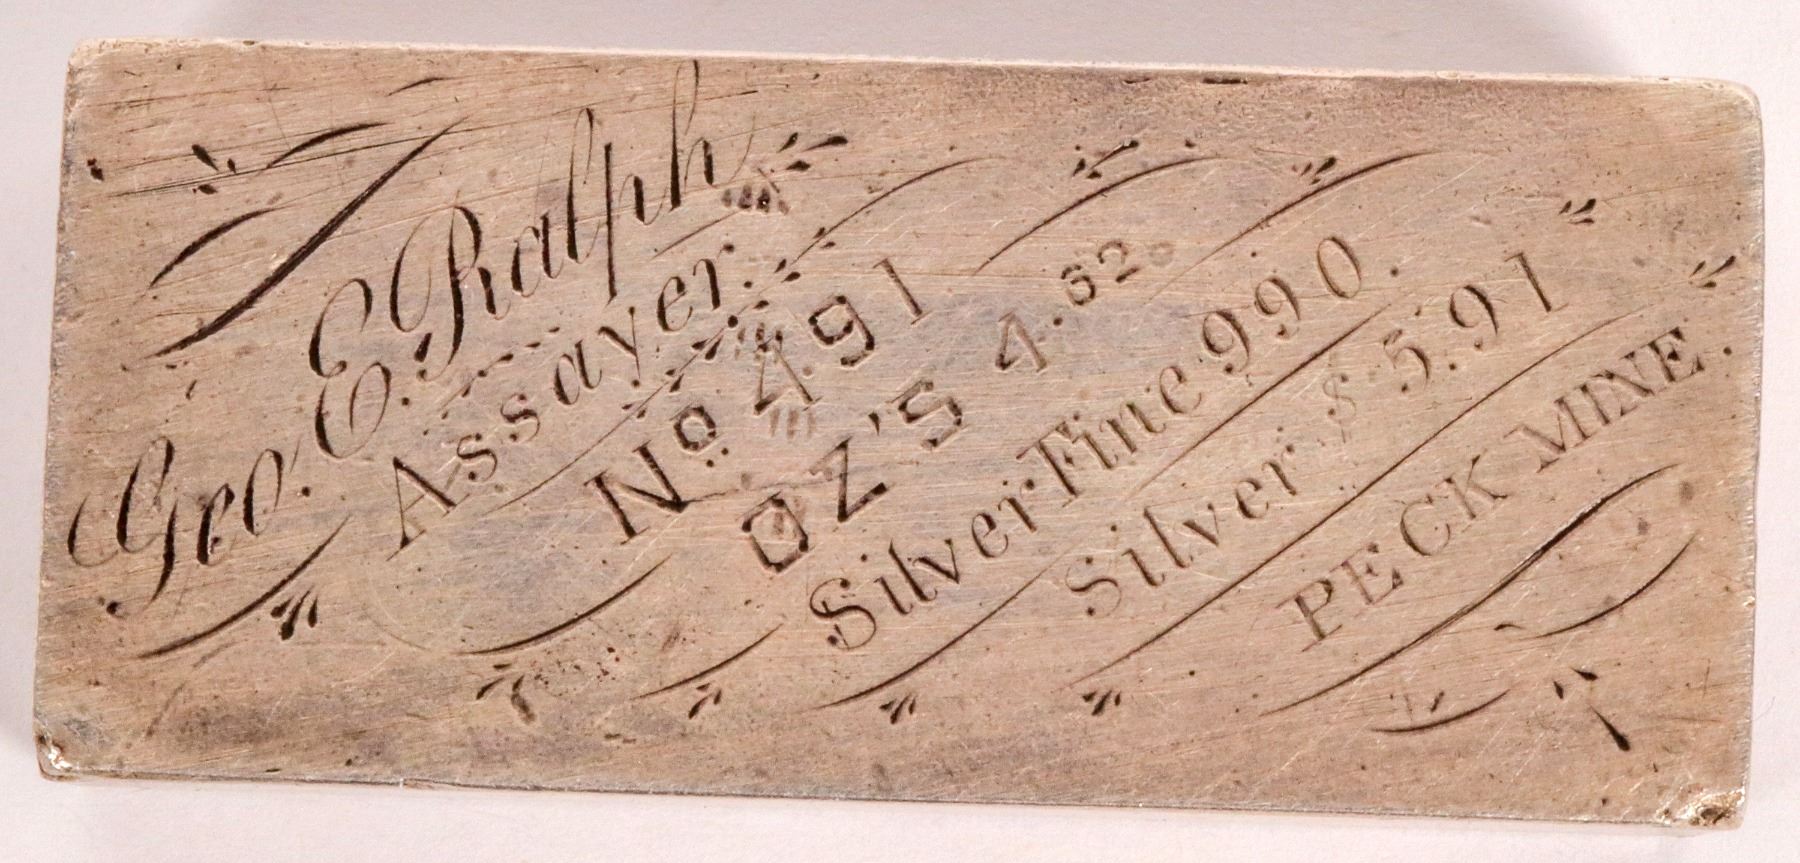 Geo. E. Ralph
Assayer.
No 491
OZ'S 4.62.
Silver Fine 990.
Silver $ 5.91
PECK MINE.